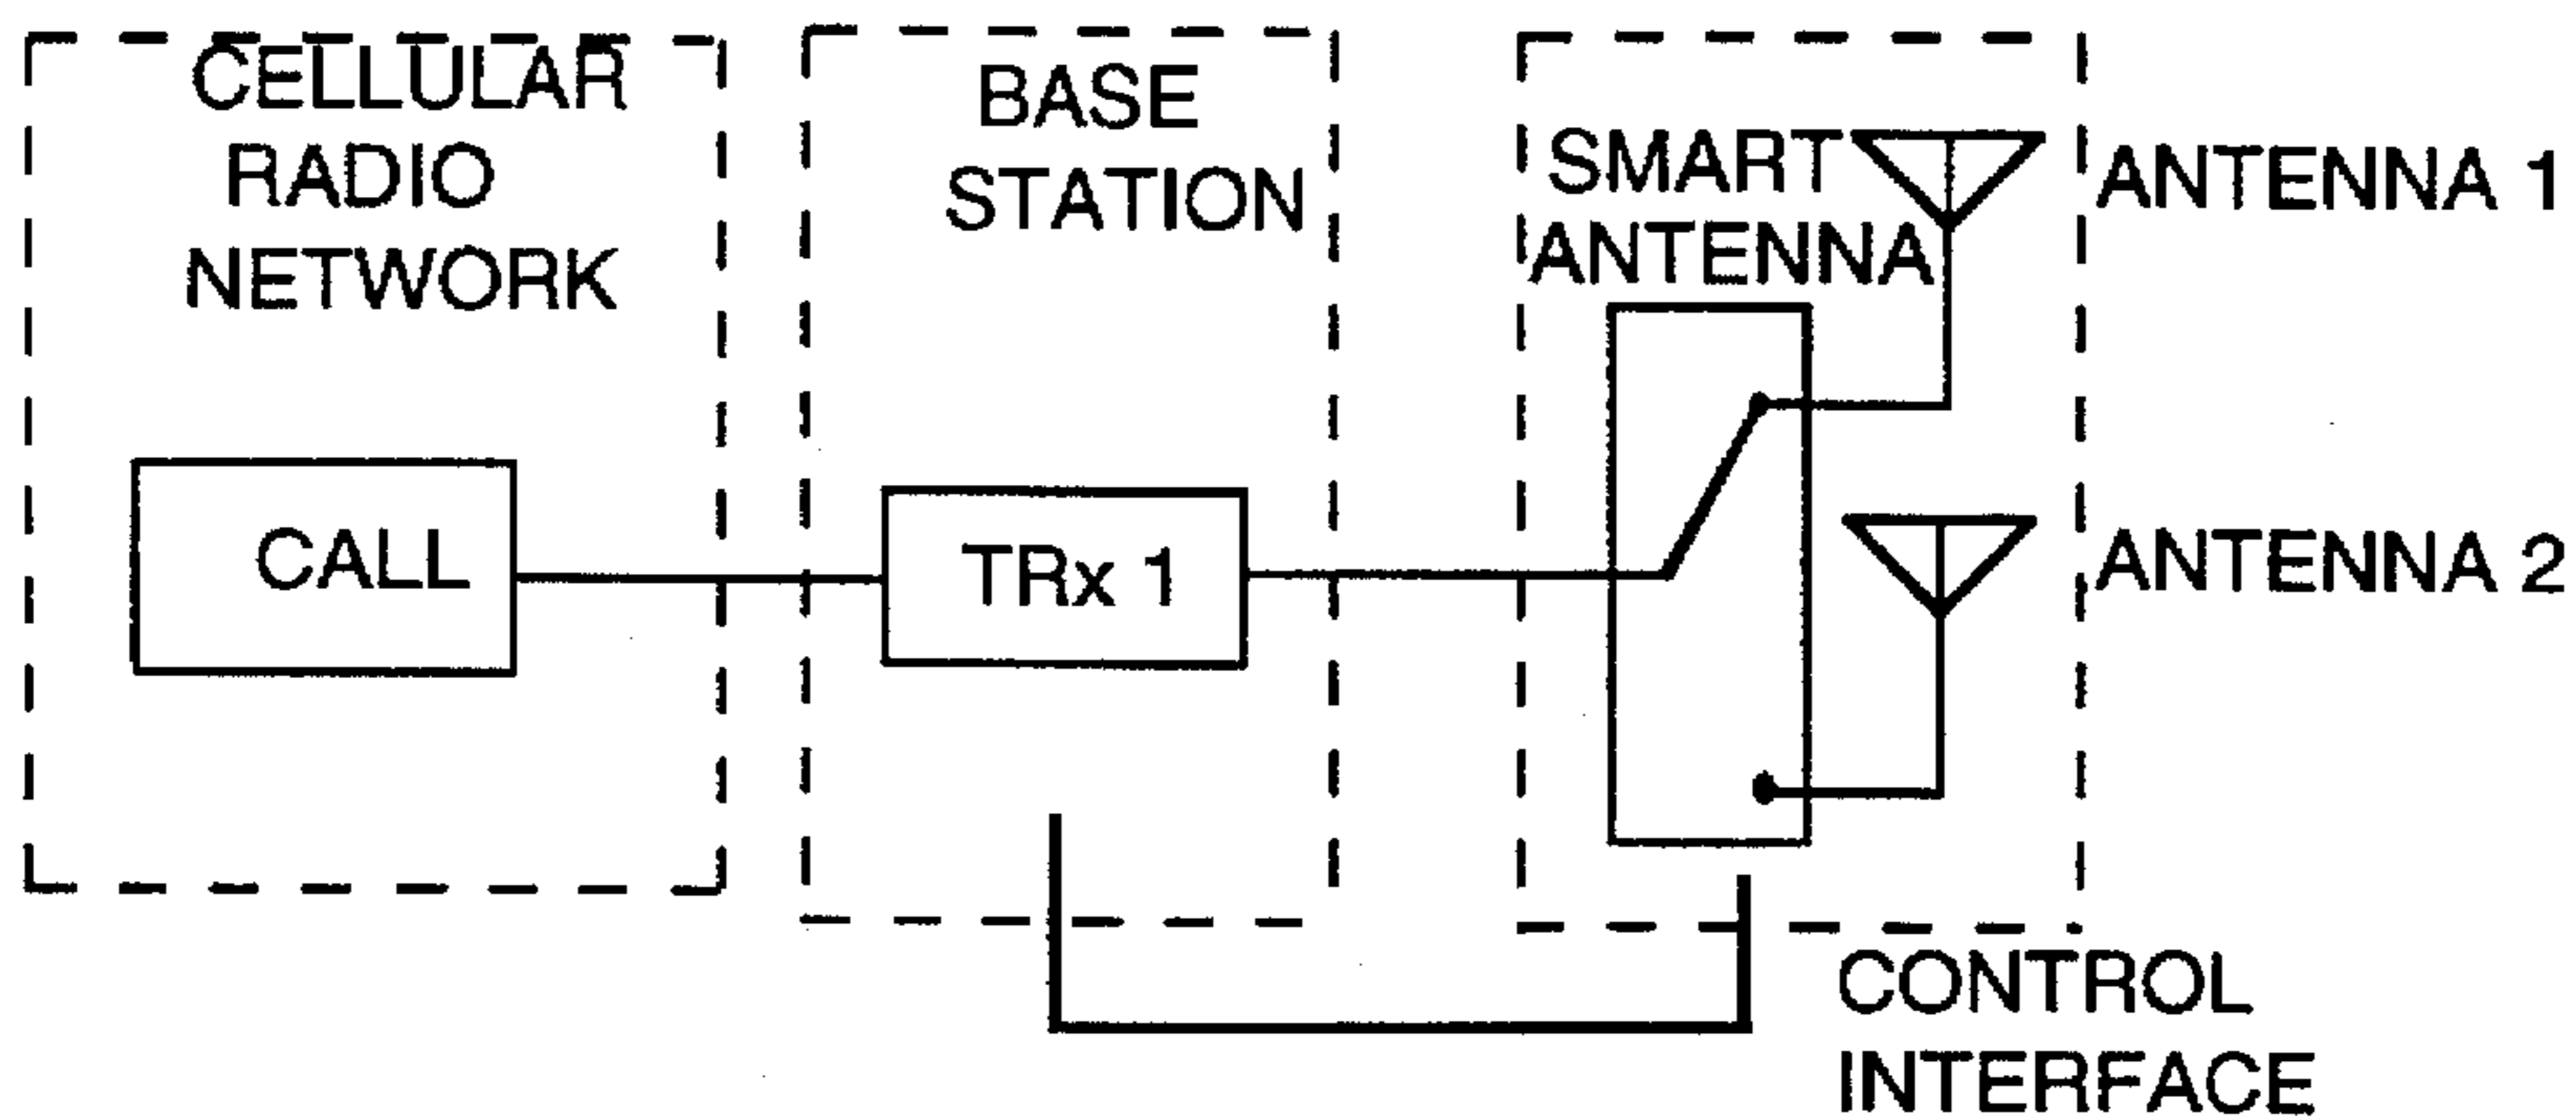 CELLULAR
RADIO
NETWORK
CALL
BASE
STATION
TRx 1
SMART
ANTENNA
ANTENNA 1
ANTENNA 2
CONTROL
INTERFACE